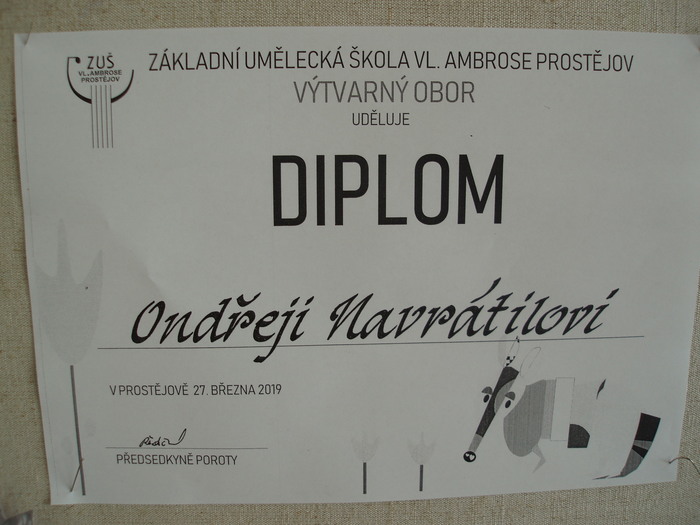 ZUŠ
VL. AMBROSE
PROSTĚJOV
ZÁKLADNÍ UMĚLECKÁ ŠKOLA VL. AMBROSE PROSTĚJOV
VÝTVARNÝ OBOR
UDĚLUJE
DIPLOM
Ondřeji Navrátilovi
V PROSTĚJOVĚ 27. BŘEZNA 2019
PŘEDSEDKYNĚ POROTY